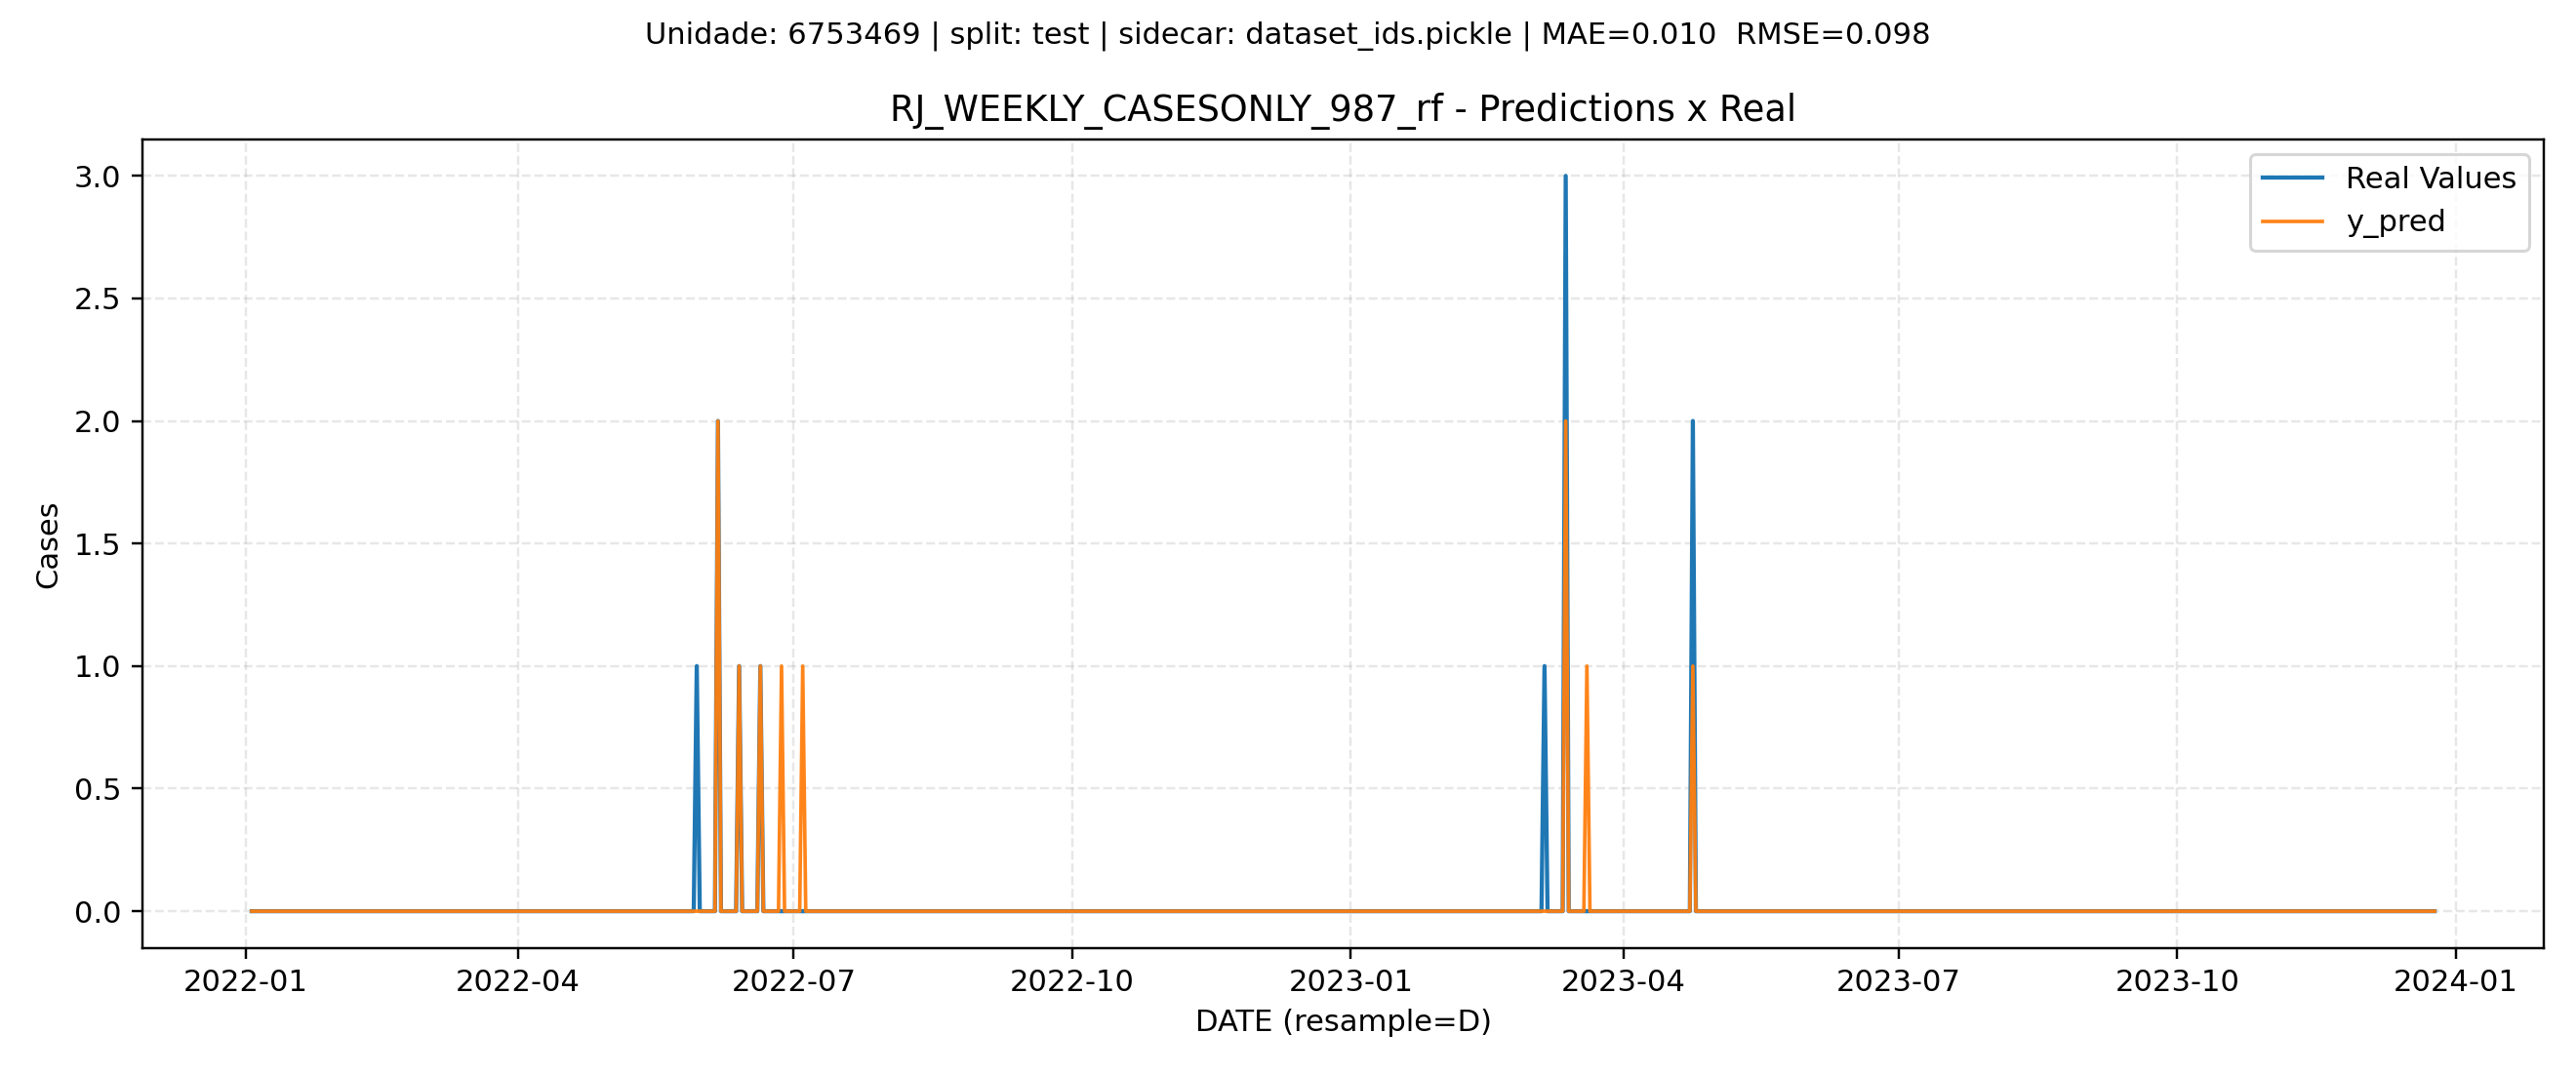 Unidade: 6753469 | split: test | sidecar: dataset_ids.pickle | MAE=0.010  RMSE=0.098
RJ_WEEKLY_CASESONLY_987_rf - Predictions x Real
Real Values
y_pred
Cases
3.0
2.5
2.0
1.5
1.0
0.5
0.0
2022-01 2022-04 2022-07 2022-10 2023-01 2023-04 2023-07 2023-10 2024-01
DATE (resample=D)